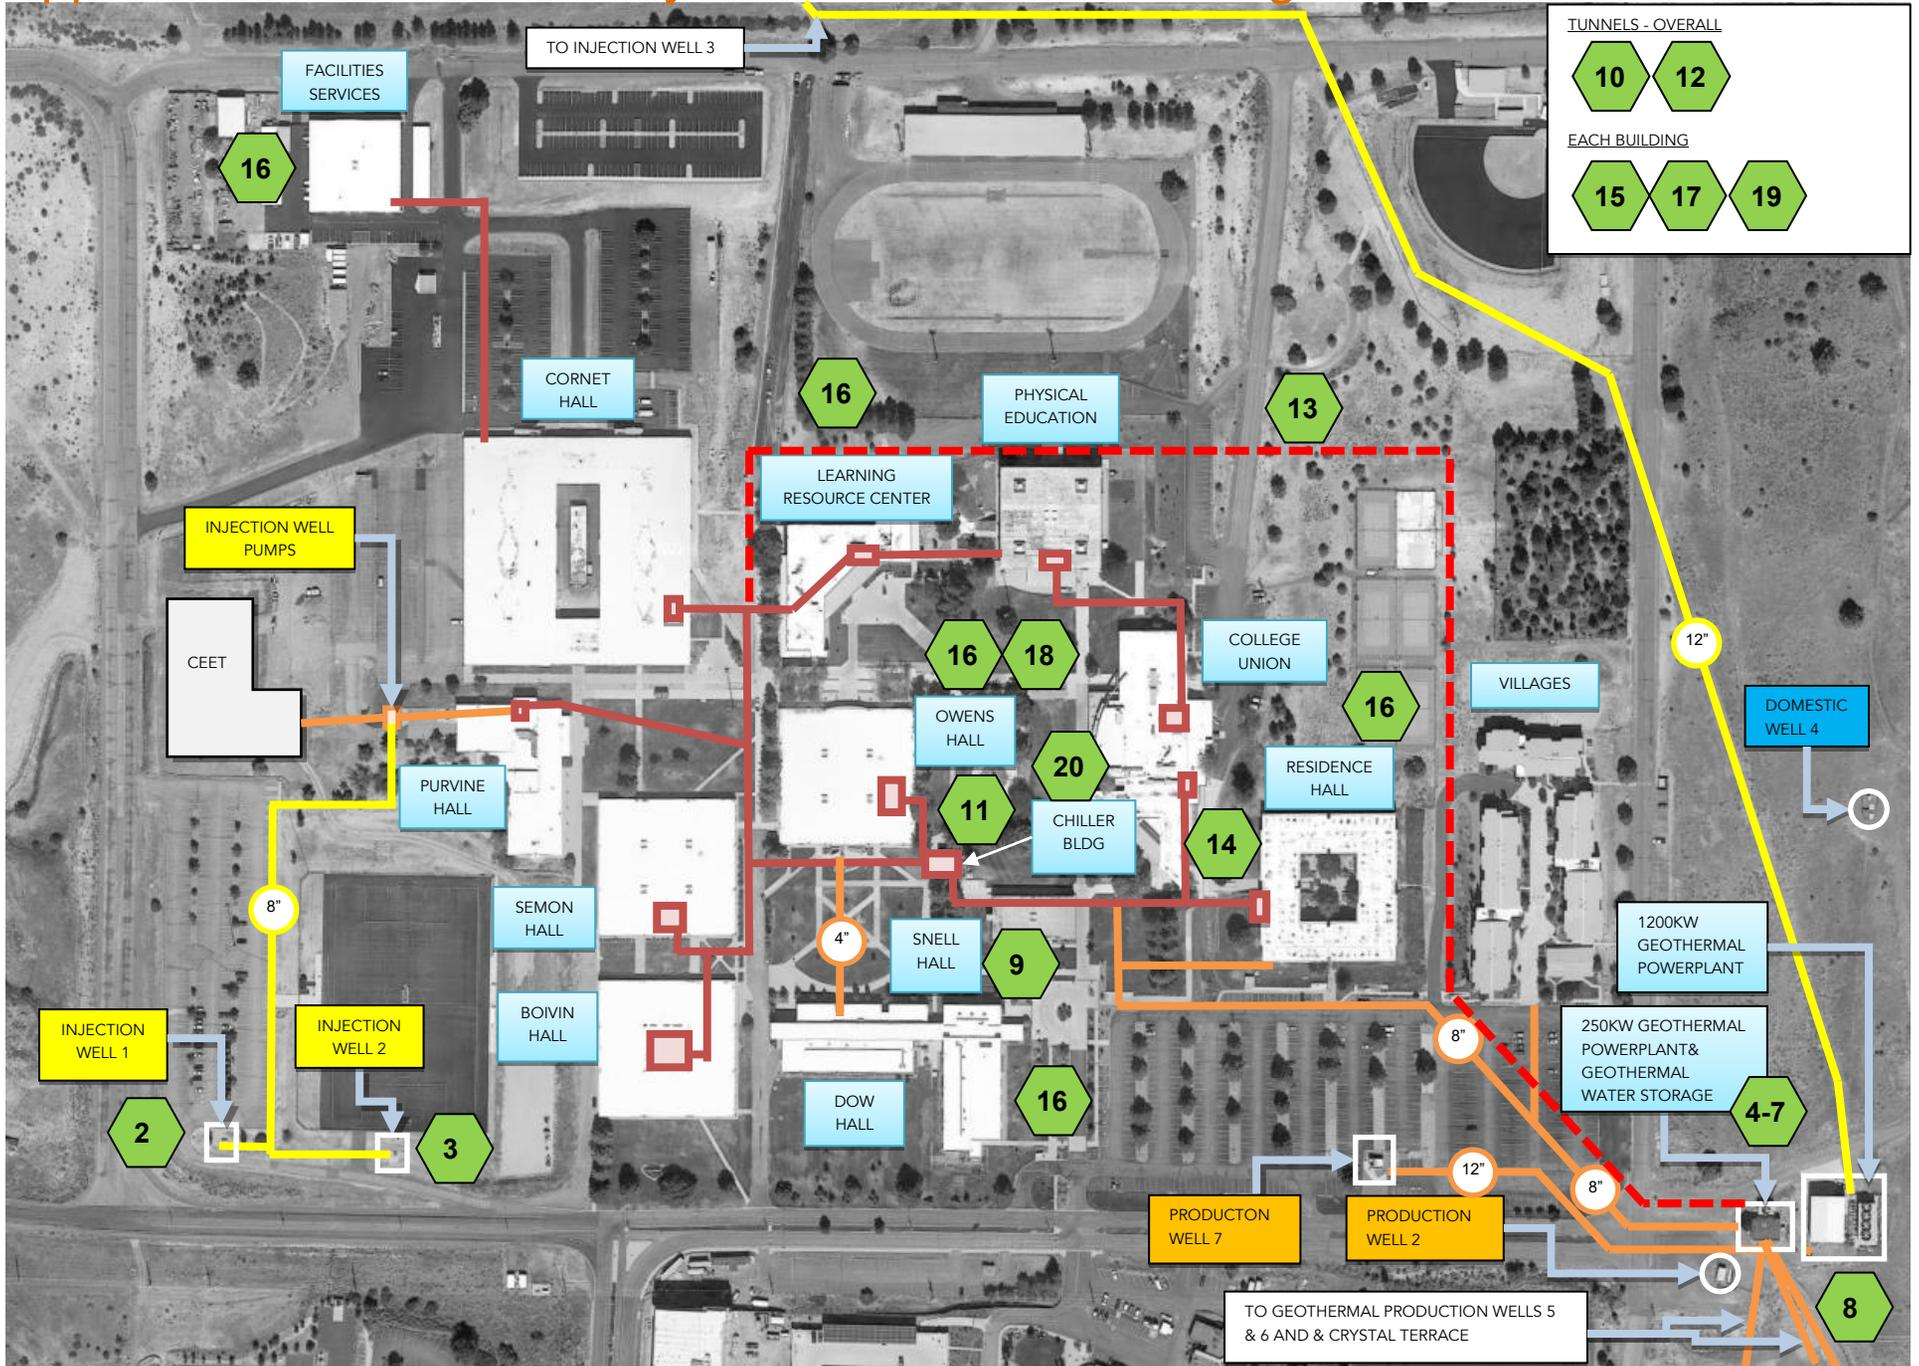 TO INJECTION WELL 3
TUNNELS - OVERALL
10
12
EACH BUILDING
15
17
19
FACILITIES
SERVICES
16
CORNET
HALL
16
PHYSICAL
EDUCATION
13
LEARNING
RESOURCE CENTER
INJECTION WELL
PUMPS
CEET
16
18
COLLEGE
UNION
12”
VILLAGES
16
DOMESTIC
WELL 4
OWENS
HALL
20
RESIDENCE
HALL
PURVINE
HALL
11
CHILLER
BLDG
14
8”
SEMON
HALL
4”
SNELL
HALL
9
1200KW
GEOTHERMAL
POWERPLANT
INJECTION
WELL 1
INJECTION
WELL 2
BOIVIN
HALL
8”
250KW GEOTHERMAL
POWERPLANT&
GEOTHERMAL
WATER STORAGE
4-7
2
3
DOW
HALL
16
12”
8”
PRODUCTON
WELL 7
PRODUCTION
WELL 2
TO GEOTHERMAL PRODUCTION WELLS 5
& 6 AND & CRYSTAL TERRACE
8